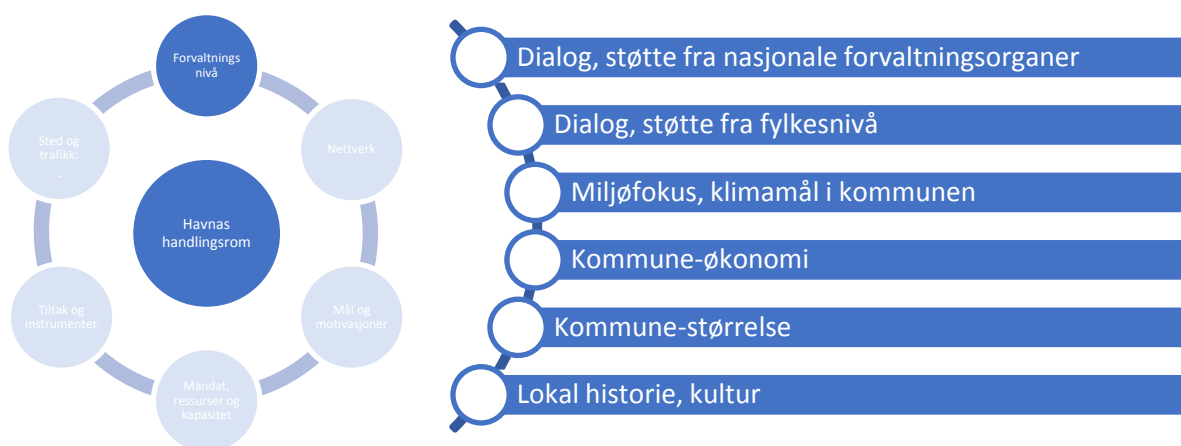 Forvaltnings
nivå
Nettverk
Mål og
motivasjoner
Mandat,
ressurser og
kapasitet
Tiltak og
instrumenter
Sted og
trafikk:
-
Havnas
handlingsrom
Dialog, støtte fra nasjonale forvaltningsorganer
Dialog, støtte fra fylkesnivå
Miljøfokus, klimamål i kommunen
Kommune-økonomi
Kommune-størrelse
Lokal historie, kultur